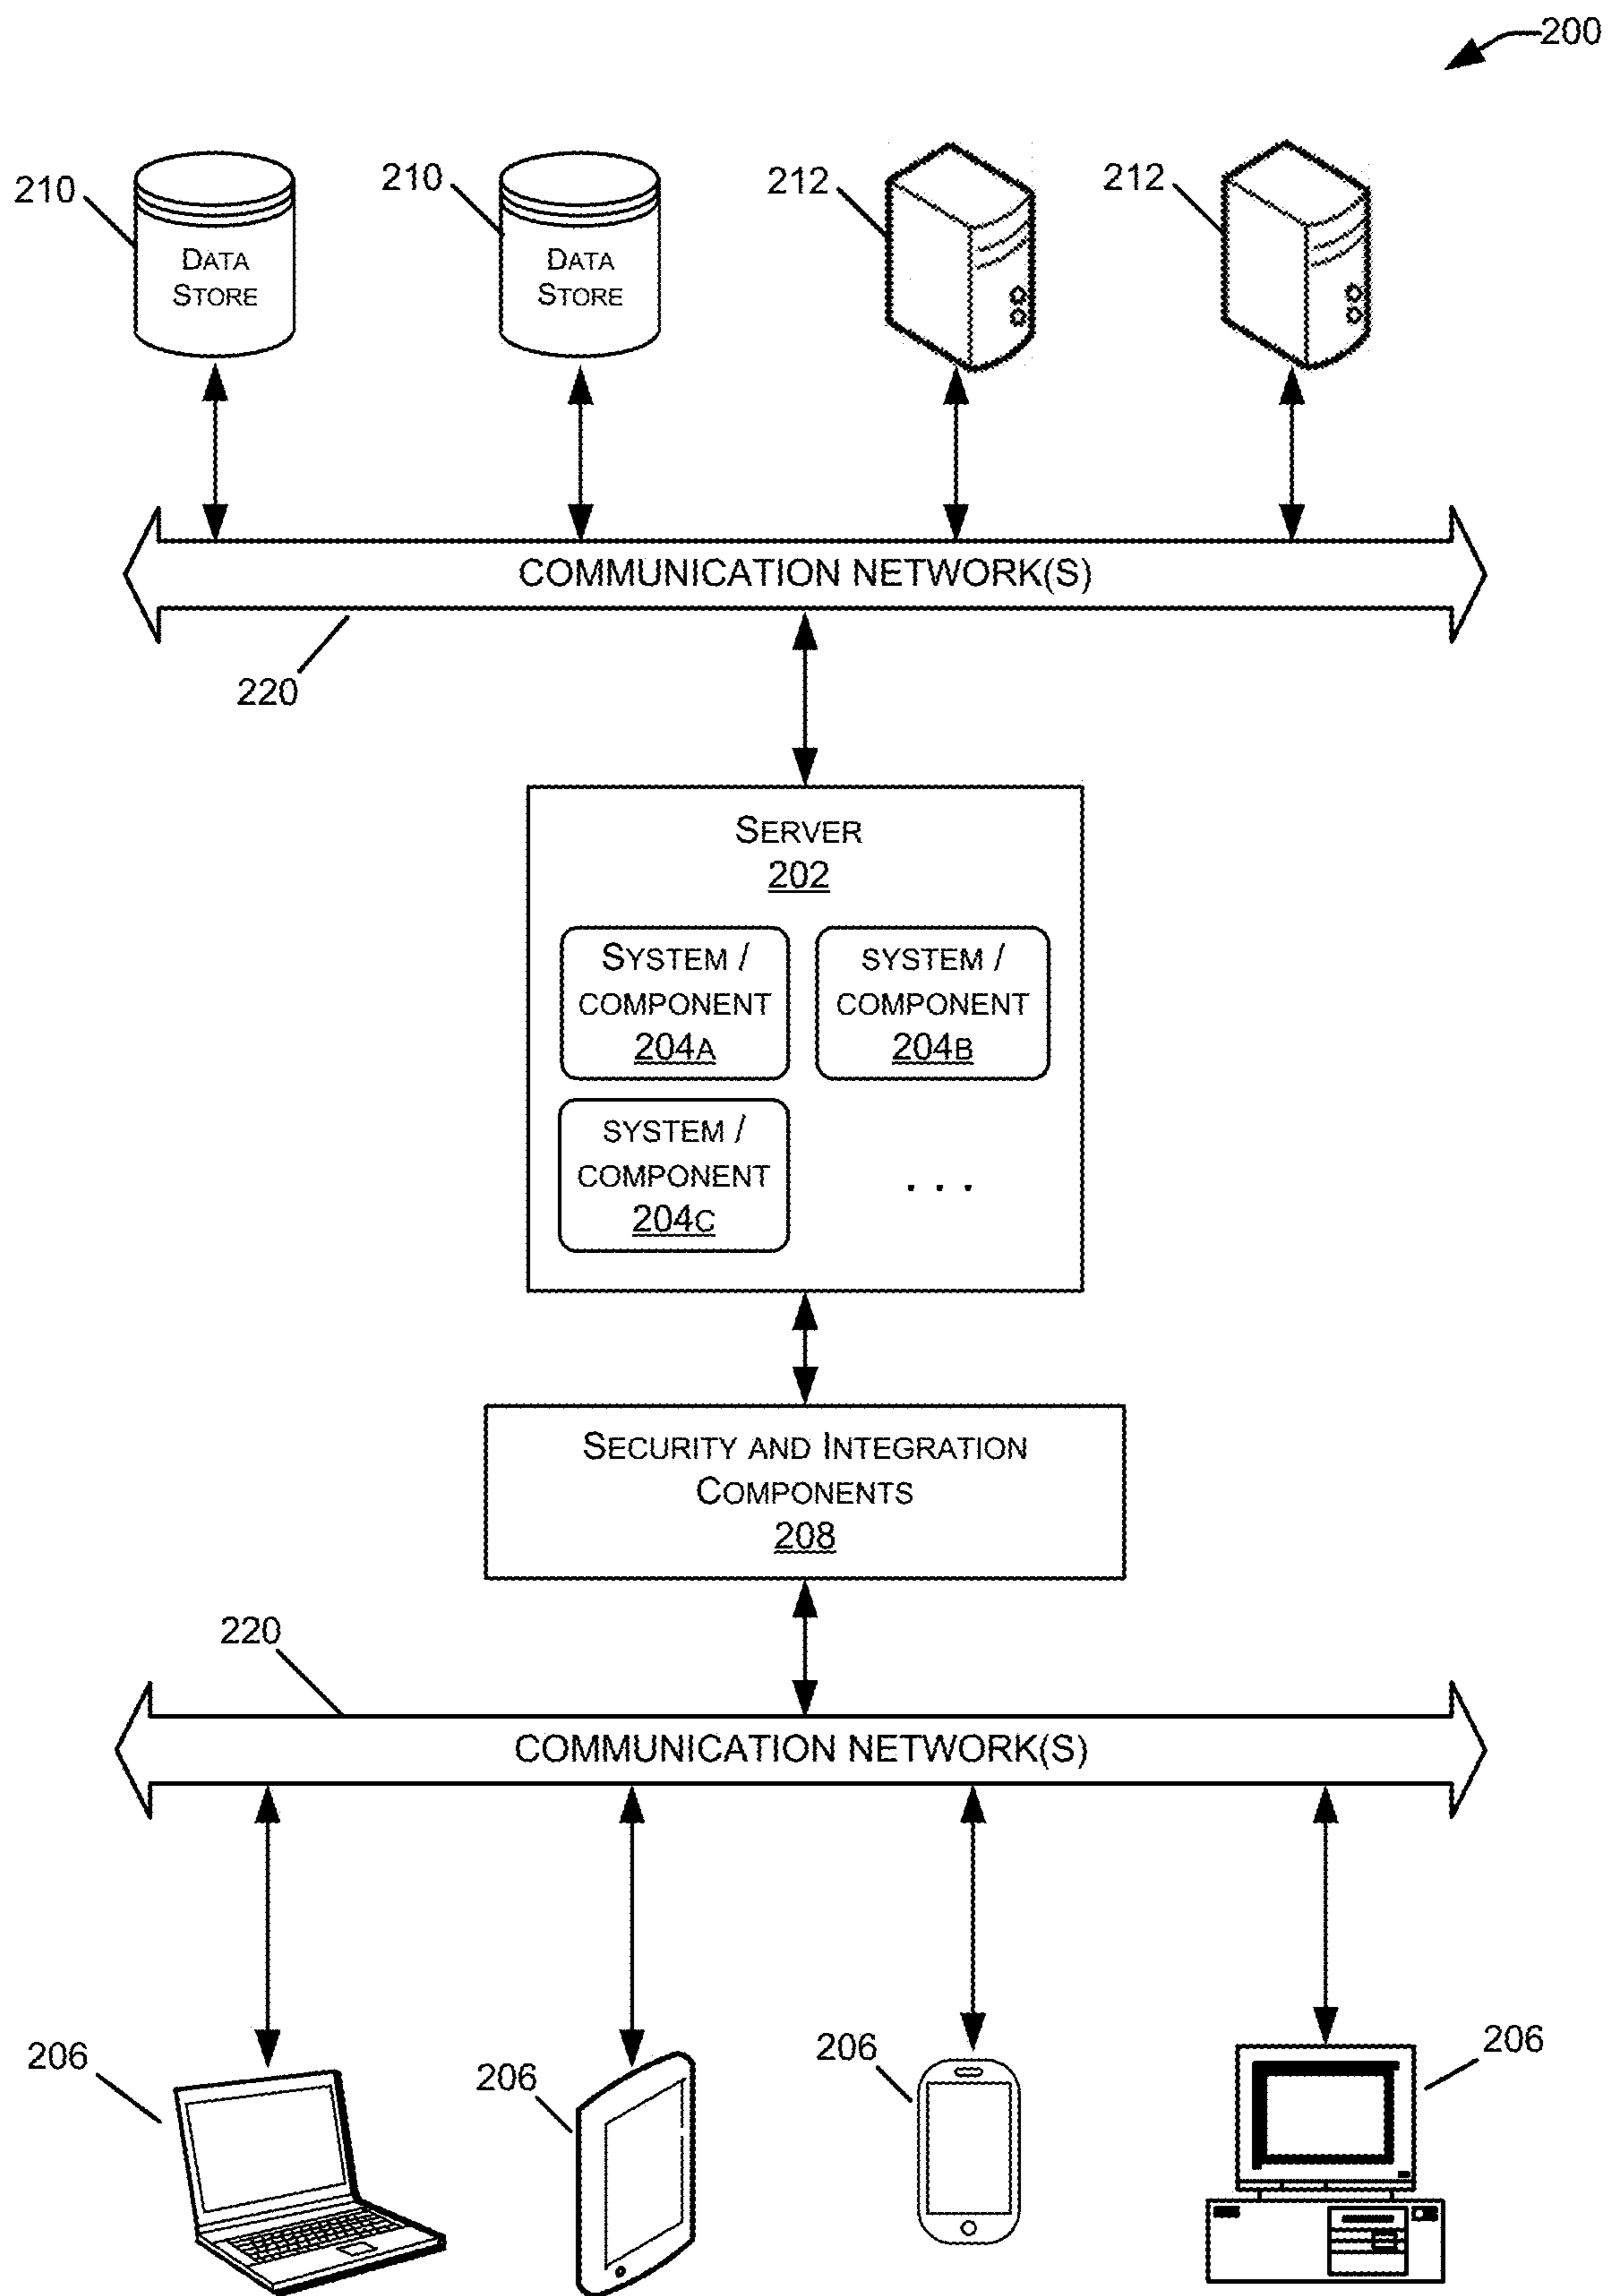 200
210
210
212
212
DATA
STORE
DATA
STORE
COMMUNICATION NETWORK(S)
220
SERVER
202
SYSTEM /
COMPONENT
204A
SYSTEM /
COMPONENT
204B
SYSTEM /
COMPONENT
204C
. . .
SECURITY AND INTEGRATION
COMPONENTS
208
220
COMMUNICATION NETWORK(S)
206
206
206
206